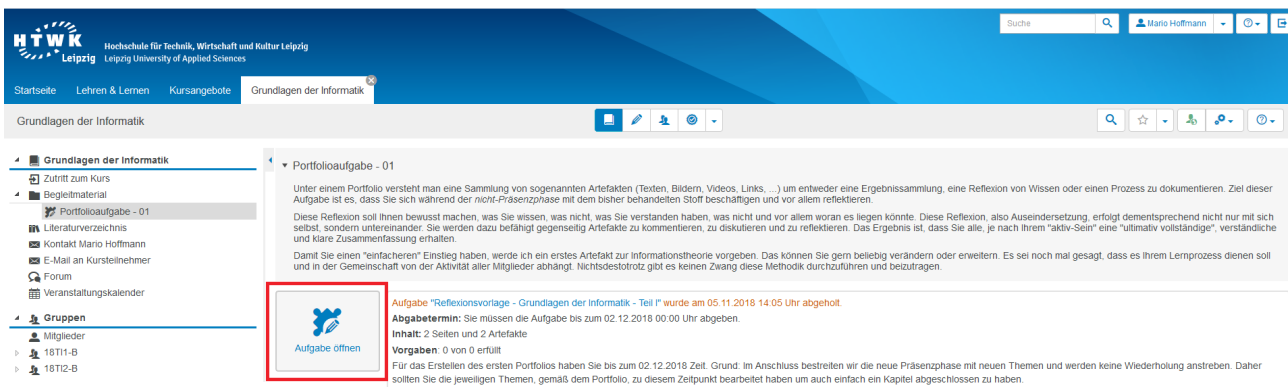 HTWK
Leipzig
Hochschule für Technik, Wirtschaft und Kultur Leipzig
Leipzig University of Applied Sciences
Suche
Mario Hoffmann
Startseite
Lehren & Lernen
Kursangebote
Grundlagen der Informatik
Grundlagen der Informatik
Grundlagen der Informatik
Zutritt zum Kurs
Begleitmaterial
Portfolioaufgabe - 01
Literaturverzeichnis
Kontakt Mario Hoffmann
E-Mail an Kursteilnehmer
Forum
Veranstaltungskalender
Gruppen
Mitglieder
18TI1-B
18TI2-B
Portfolioaufgabe - 01
Unter einem Portfolio versteht man eine Sammlung von sogenannten Artefakten (Texten, Bildern, Videos, Links, ...) um entweder eine Ergebnissammlung, eine Reflexion von Wissen oder einen Prozess zu dokumentieren. Ziel dieser
Aufgabe ist es, dass Sie sich während der nicht-Präsenzphase mit dem bisher behandelten Stoff beschäftigen und vor allem reflektieren.
Diese Reflexion soll Ihnen bewusst machen, was Sie wissen, was nicht, was Sie verstanden haben, was nicht und vor allem woran es liegen könnte. Diese Reflexion, also Auseindersetzung, erfolgt dementsprechend nicht nur mit sich
selbst, sondern untereinander. Sie werden dazu befähigt gegenseitig Artefakte zu kommentieren, zu diskutieren und zu reflektieren. Das Ergebnis ist, dass Sie alle, je nach Ihrem "aktiv-Sein" eine "ultimativ vollständige", verständliche
und klare Zusammenfassung erhalten.
Damit Sie einen "einfacheren" Einstieg haben, werde ich ein erstes Artefakt zur Informationstheorie vorgeben. Das können Sie gern beliebig verändern oder erweitern. Es sei noch mal gesagt, dass es Ihrem Lernprozess dienen soll
und in der Gemeinschaft von der Aktivität aller Mitglieder abhängt. Nichtsdestotrotz gibt es keinen Zwang diese Methodik durchzuführen und beizutragen.
Aufgabe öffnen
Aufgabe "Reflexionsvorlage - Grundlagen der Informatik - Teil I" wurde am 05.11.2018 14:05 Uhr abgeholt.
Abgabetermin: Sie müssen die Aufgabe bis zum 02.12.2018 00:00 Uhr abgeben.
Inhalt: 2 Seiten und 2 Artefakte
Vorgaben: 0 von 0 erfüllt
Für das Erstellen des ersten Portfolios haben Sie bis zum 02.12.2018 Zeit. Grund: Im Anschluss bestreiten wir die neue Präsenzphase mit neuen Themen und werden keine Wiederholung anstreben. Daher
sollten Sie die jeweiligen Themen, gemäß dem Portfolio, zu diesem Zeitpunkt bearbeitet haben um auch einfach ein Kapitel abgeschlossen zu haben.